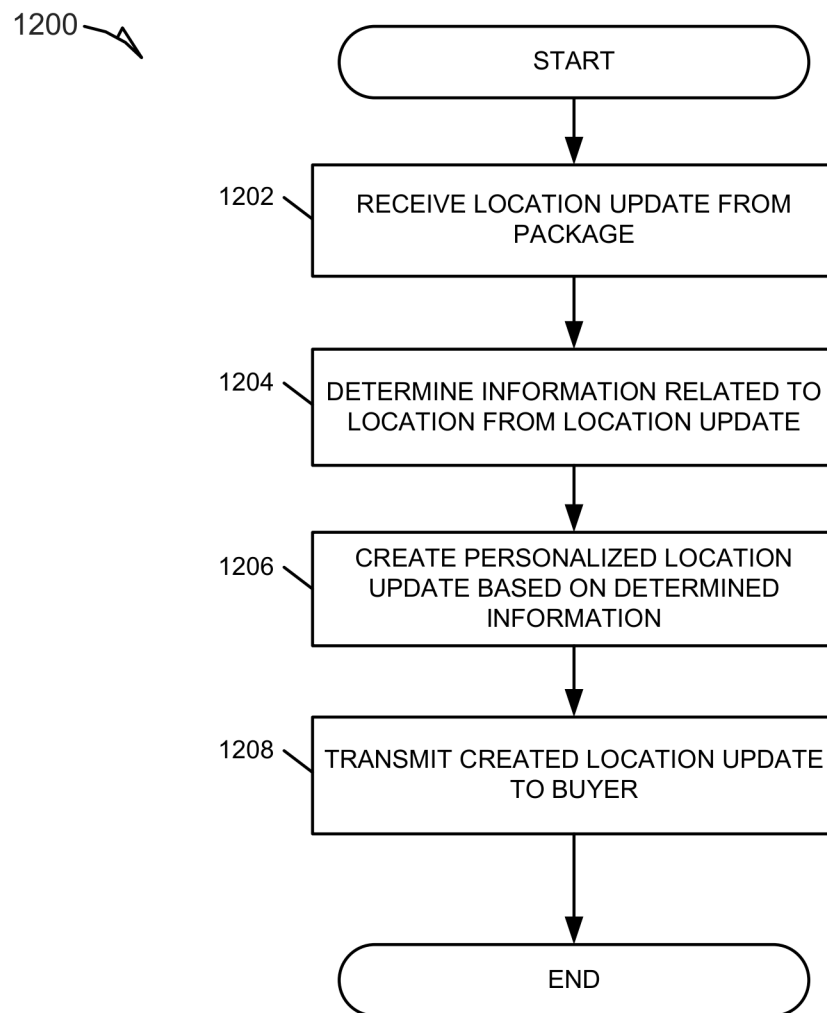 1200
START
1202
RECEIVE LOCATION UPDATE FROM
PACKAGE
1204
DETERMINE INFORMATION RELATED TO
LOCATION FROM LOCATION UPDATE
1206
CREATE PERSONALIZED LOCATION
UPDATE BASED ON DETERMINED
INFORMATION
1208
TRANSMIT CREATED LOCATION UPDATE
TO BUYER
END